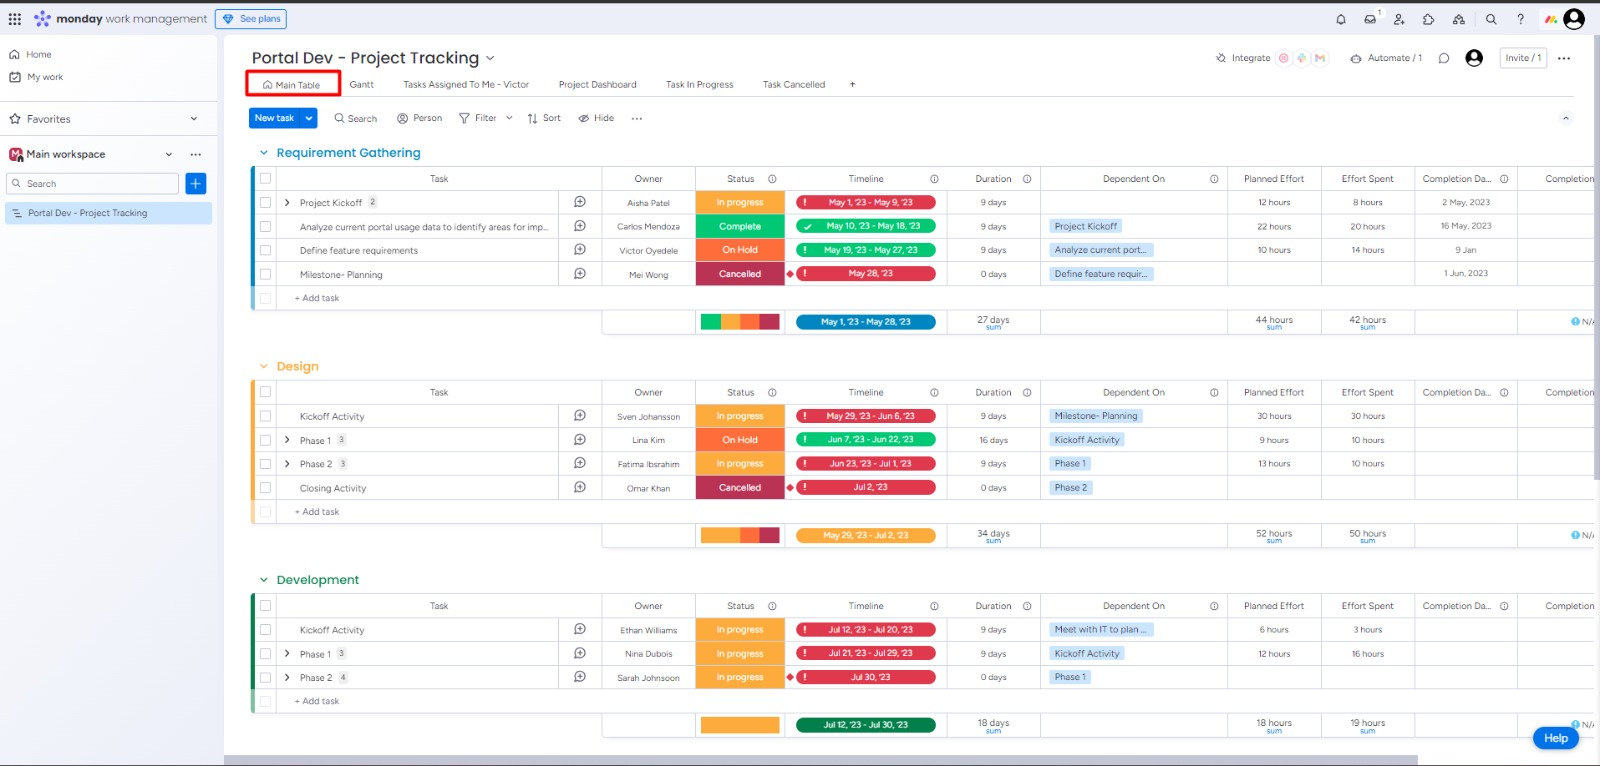 monday work management See plans 1
Home
My work
Favorites
Main workspace
Search
Portal Dev - Project Tracking
Portal Dev - Project Tracking Integrate Automate / 1 Invite / 1
Main Table Gantt Tasks Assigned To Me - Victor Project Dashboard Task In Progress Task Cancelled +
New task Search Person Filter Sort Hide
Requirement Gathering
Task Owner Status Timeline Duration Dependent On Planned Effort Effort Spent Completion Da... Completion
Project Kickoff 2 Aisha Patel In progress ! May 1, '23 - May 9, '23 9 days 12 hours 8 hours 2 May, 2023
Analyze current portal usage data to identify areas for imp... Carlos Mendoza Complete May 10, '23 - May 18, '23 9 days Project Kickoff 22 hours 20 hours 16 May, 2023
Define feature requirements Victor Oyedele On Hold ! May 19, '23 - May 27, '23 9 days Analyze current port... 10 hours 14 hours 9 Jan
Milestone- Planning Mei Wong Cancelled ! May 28, '23 0 days Define feature requir... 1 Jun, 2023
+ Add task
May 1, '23 - May 28, '23 27 days 44 hours 42 hours N/
sum sum sum
Design
Task Owner Status Timeline Duration Dependent On Planned Effort Effort Spent Completion Da... Completion
Kickoff Activity Sven Johansson In progress ! May 29, '23 - Jun 6, '23 9 days Milestone- Planning 30 hours 30 hours
Phase 1 3 Lina Kim On Hold ! Jun 7, '23 - Jun 22, '23 16 days Kickoff Activity 9 hours 10 hours
Phase 2 3 Fatima Ibsrahim In progress ! Jun 23, '23 - Jul 1, '23 9 days Phase 1 13 hours 10 hours
Closing Activity Omar Khan Cancelled ! Jul 2, '23 0 days Phase 2
+ Add task
May 29, '23 - Jul 2, '23 34 days 52 hours 50 hours N/
sum sum sum
Development
Task Owner Status Timeline Duration Dependent On Planned Effort Effort Spent Completion Da... Completion
Kickoff Activity Ethan Williams In progress ! Jul 12, '23 - Jul 20, '23 9 days Meet with IT to plan ... 6 hours 3 hours
Phase 1 3 Nina Dubois In progress ! Jul 21, '23 - Jul 29, '23 9 days Kickoff Activity 12 hours 16 hours
Phase 2 4 Sarah Johnsoon In progress ! Jul 30, '23 0 days Phase 1
+ Add task
Jul 12, '23 - Jul 30, '23 18 days 18 hours 19 hours N/
sum sum sum
Help